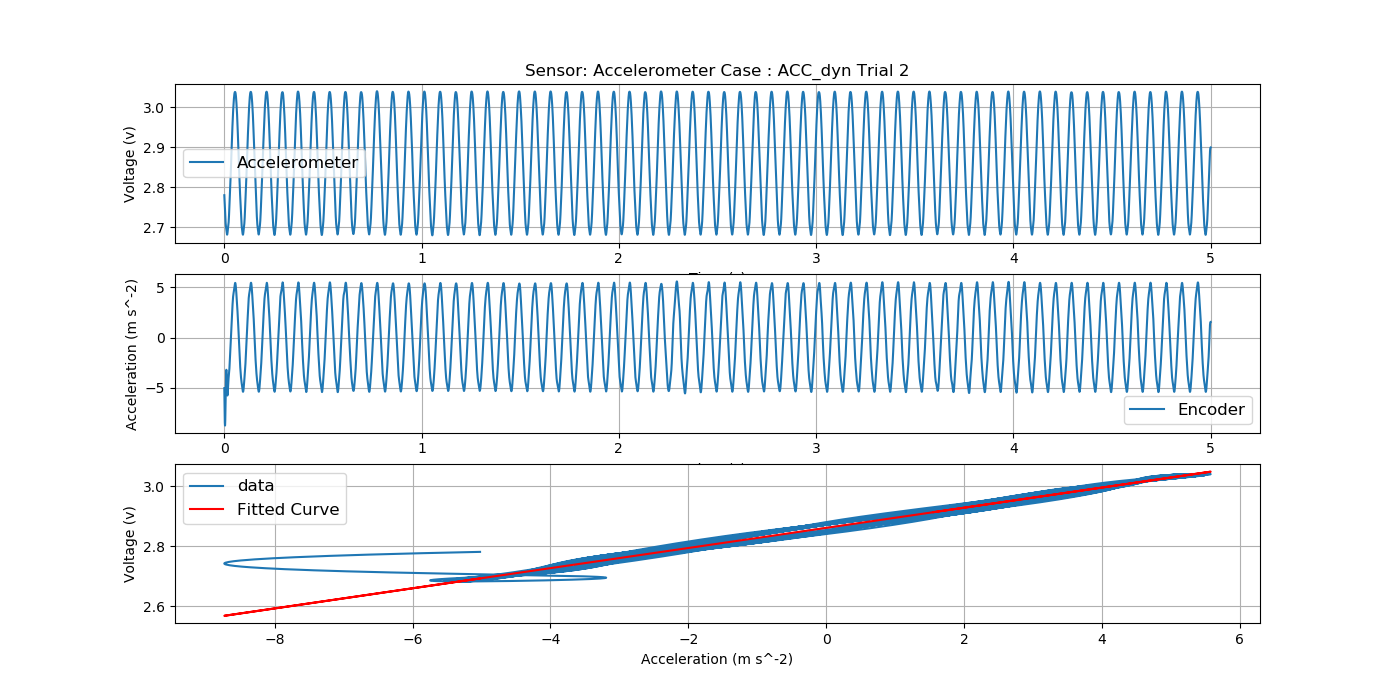 Sensor: Accelerometer Case : ACC_dyn Trial 2
3.0
2.9
2.8
2.7
Voltage (v)
Accelerometer
0 1 2 3 4 5
5
0
−5
Acceleration (m s^-2)
Encoder
0 1 2 3 4 5
3.0
2.8
2.6
Voltage (v)
data
Fitted Curve
−8 −6 −4 −2 0 2 4 6
Acceleration (m s^-2)